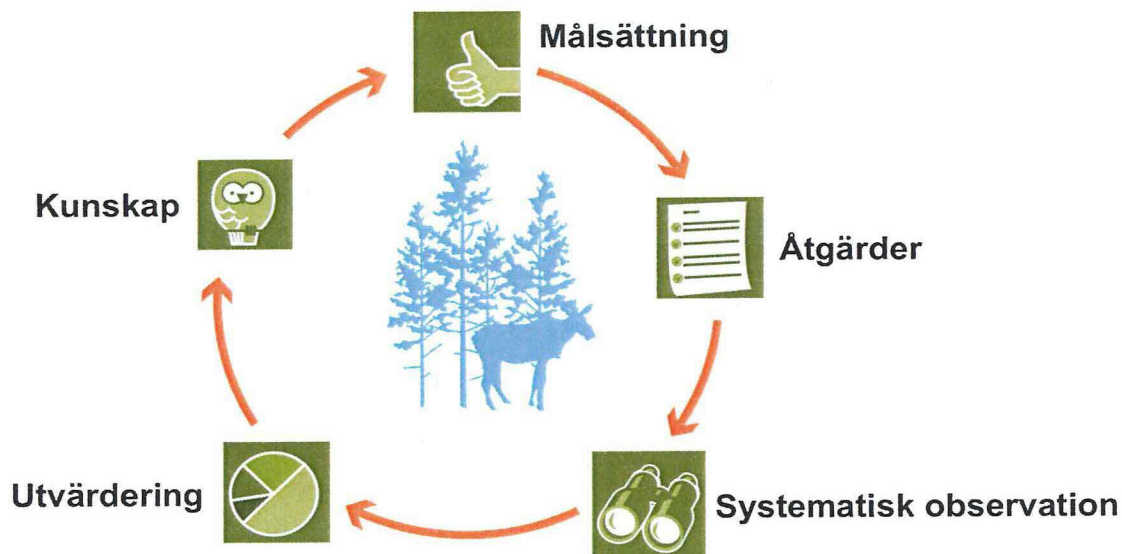 Målsättning
Åtgärder
Systematisk observation
Utvärdering
Kunskap